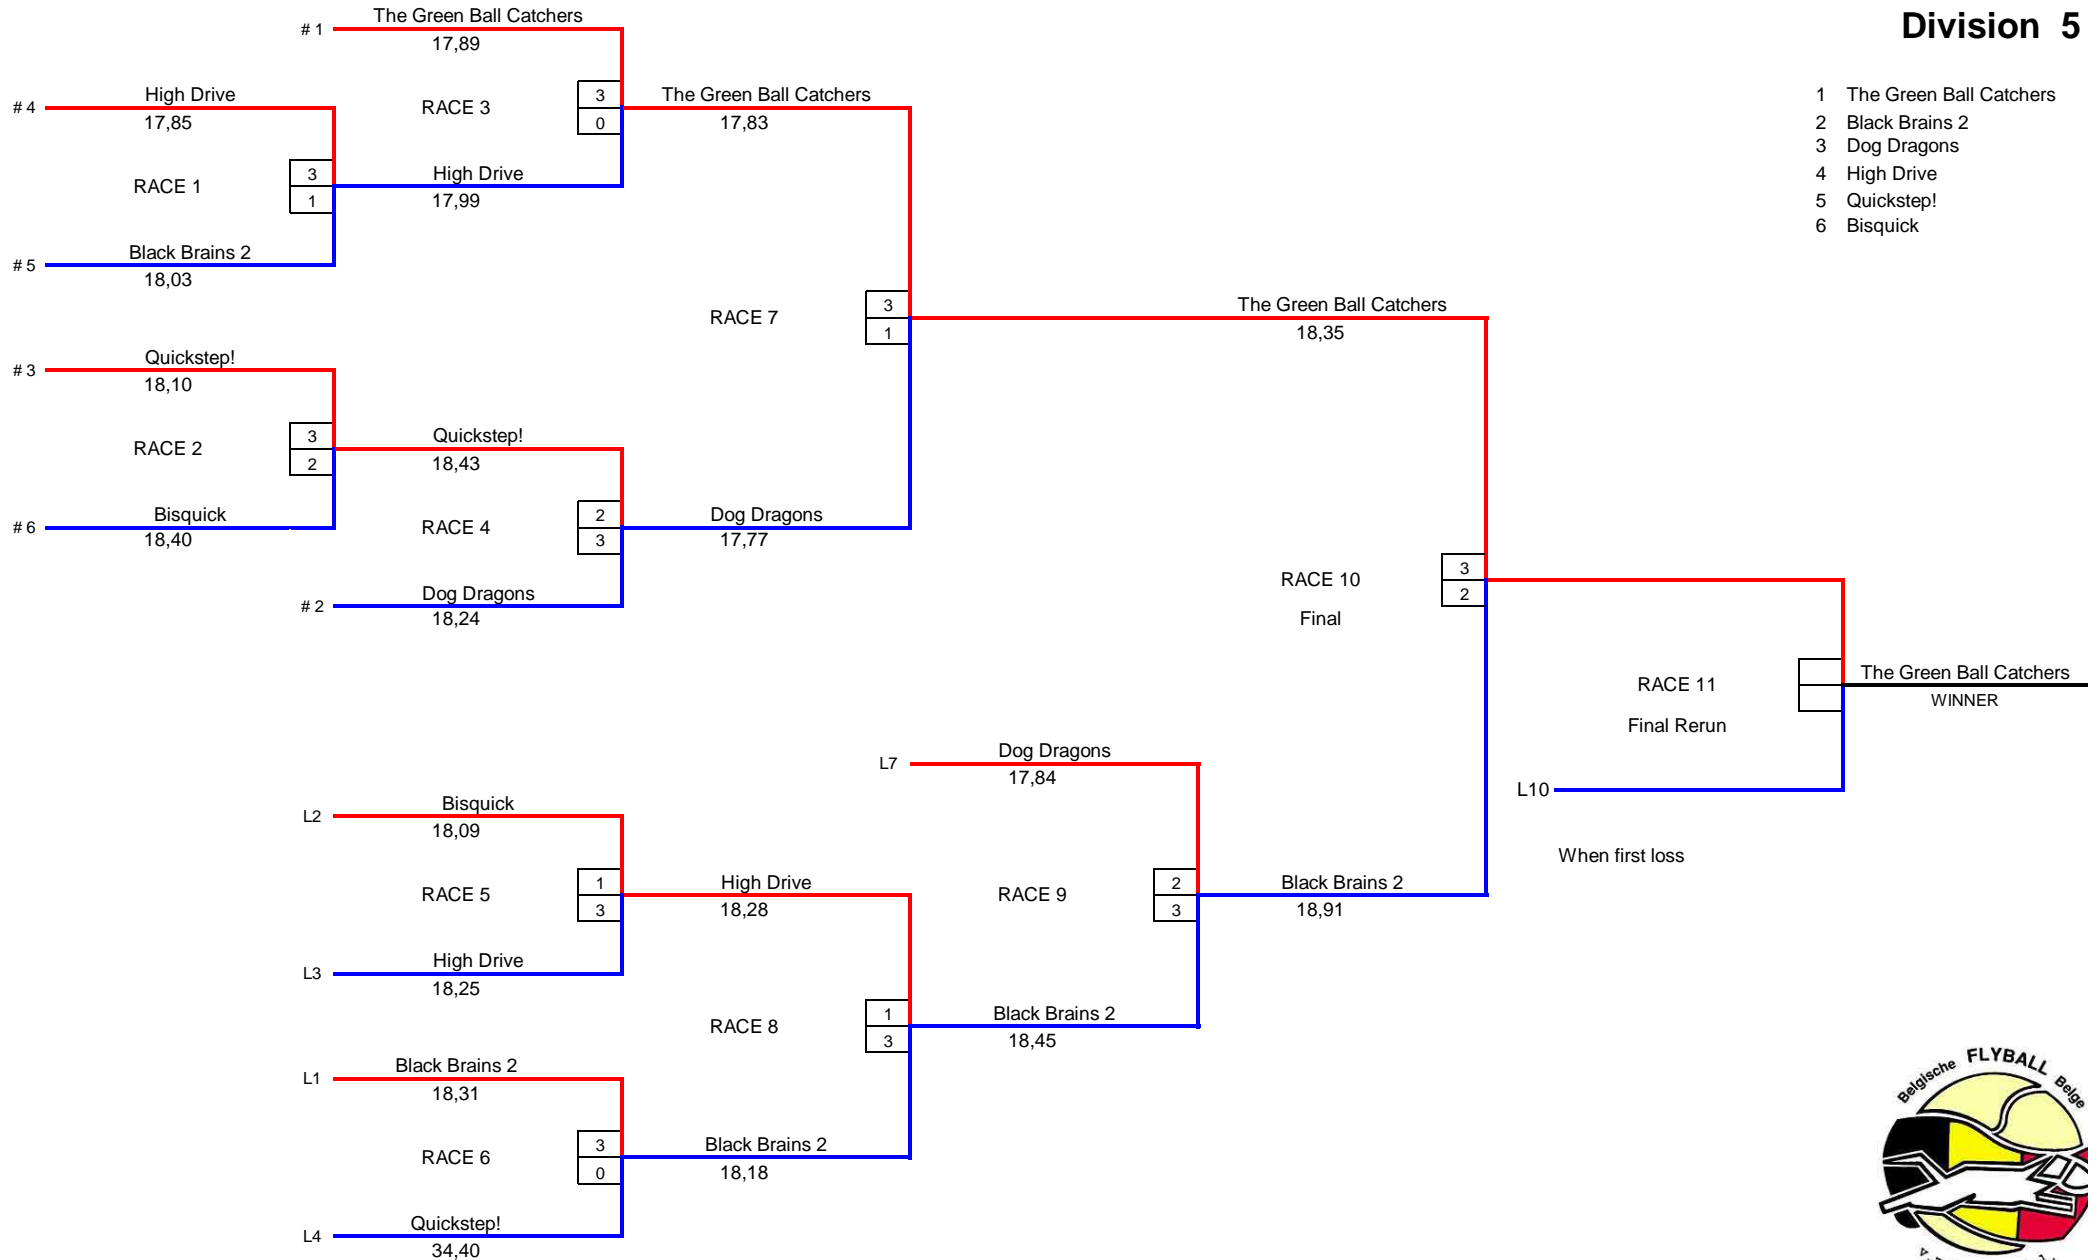 Division 5
1 The Green Ball Catchers
2 Black Brains 2
3 Dog Dragons
4 High Drive
5 Quickstep!
6 Bisquick
# 1 The Green Ball Catchers
17,89
# 4 High Drive
17,85
RACE 3
3
0
The Green Ball Catchers
17,83
RACE 1
3
1
High Drive
17,99
# 5 Black Brains 2
18,03
RACE 7
3
1
The Green Ball Catchers
18,35
# 3 Quickstep!
18,10
RACE 2
3
2
Quickstep!
18,43
# 6 Bisquick
18,40
RACE 4
2
3
Dog Dragons
17,77
# 2 Dog Dragons
18,24
RACE 10
Final
3
2
RACE 11
Final Rerun
The Green Ball Catchers
WINNER
L7 Dog Dragons
17,84
L10
When first loss
L2 Bisquick
18,09
RACE 5
1
3
High Drive
18,28
RACE 9
2
3
Black Brains 2
18,91
L3 High Drive
18,25
RACE 8
1
3
Black Brains 2
18,45
L1 Black Brains 2
18,31
RACE 6
3
0
Black Brains 2
18,18
L4 Quickstep!
34,40
Belgische FLYBALL Belge